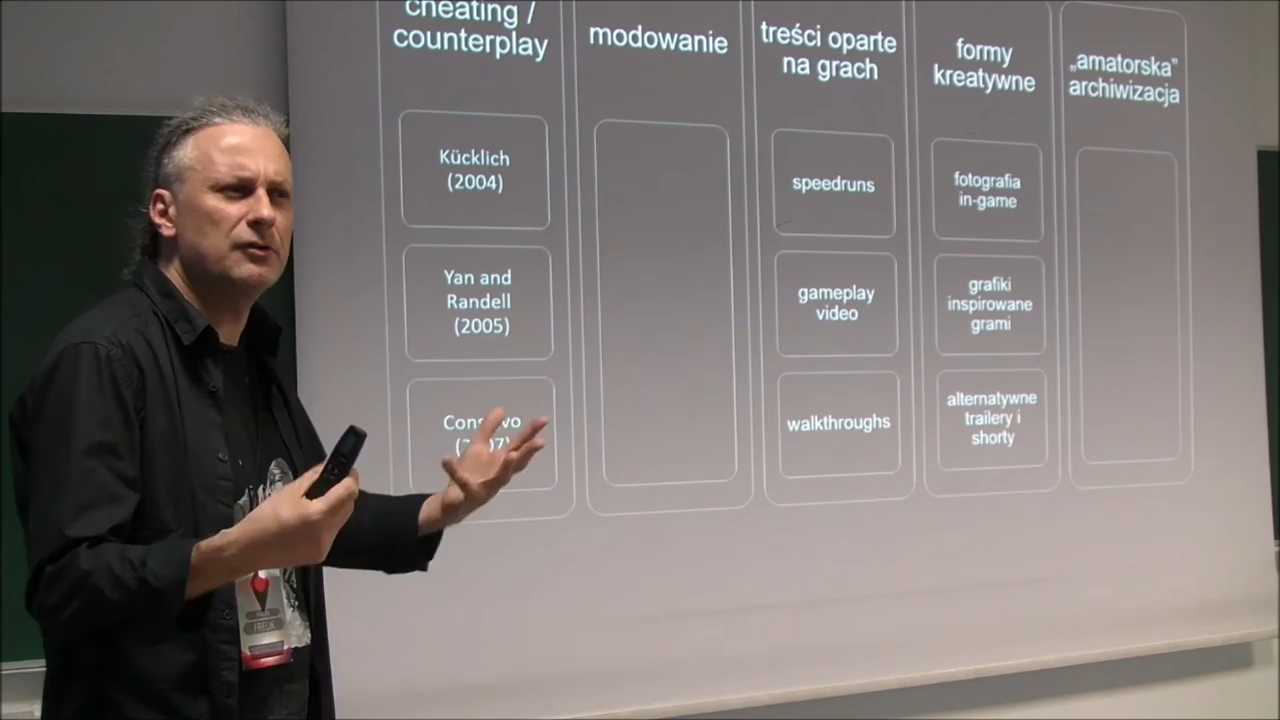 cheating /
counterplay
Kücklich
(2004)
Yan and
Randell
(2005)
modowanie
treści oparte
na grach
speedruns
gameplay
video
walkthroughs
formy
kreatywne
fotografia
in-game
grafiki
inspirowane
grami
alternatywne
trailery i
shorty
„amatorska”
archiwizacja